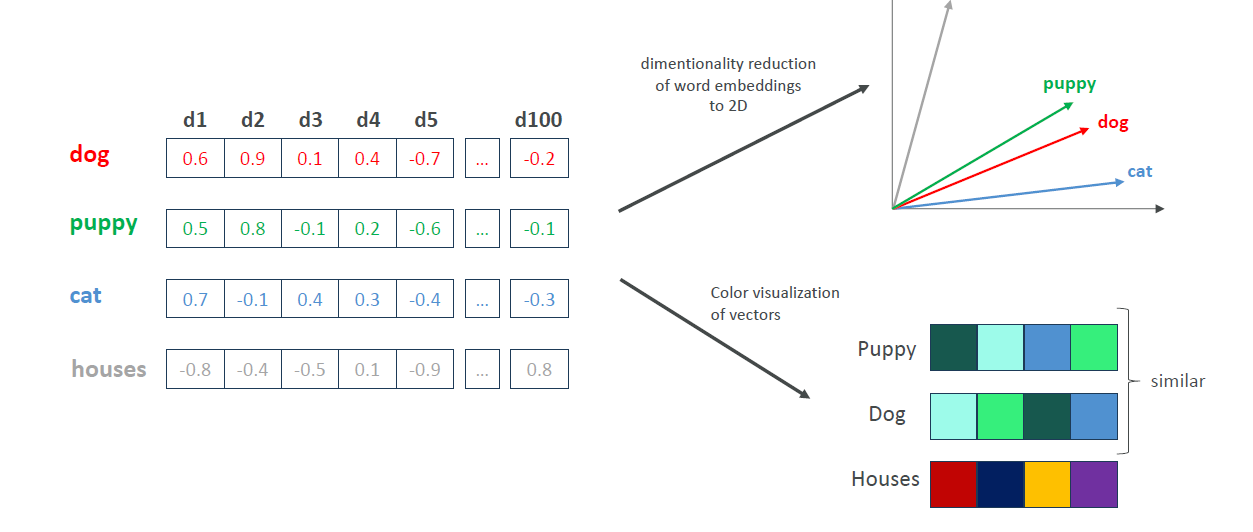 d1 d2 d3 d4 d5 d100
dog 0.6 0.9 0.1 0.4 -0.7 ... -0.2
puppy 0.5 0.8 -0.1 0.2 -0.6 ... -0.1
cat 0.7 -0.1 0.4 0.3 -0.4 ... -0.3
houses -0.8 -0.4 -0.5 0.1 -0.9 ... 0.8
dimentionality reduction
of word embeddings
to 2D
puppy
dog
cat
Color visualization
of vectors
Puppy
Dog
Houses
similar